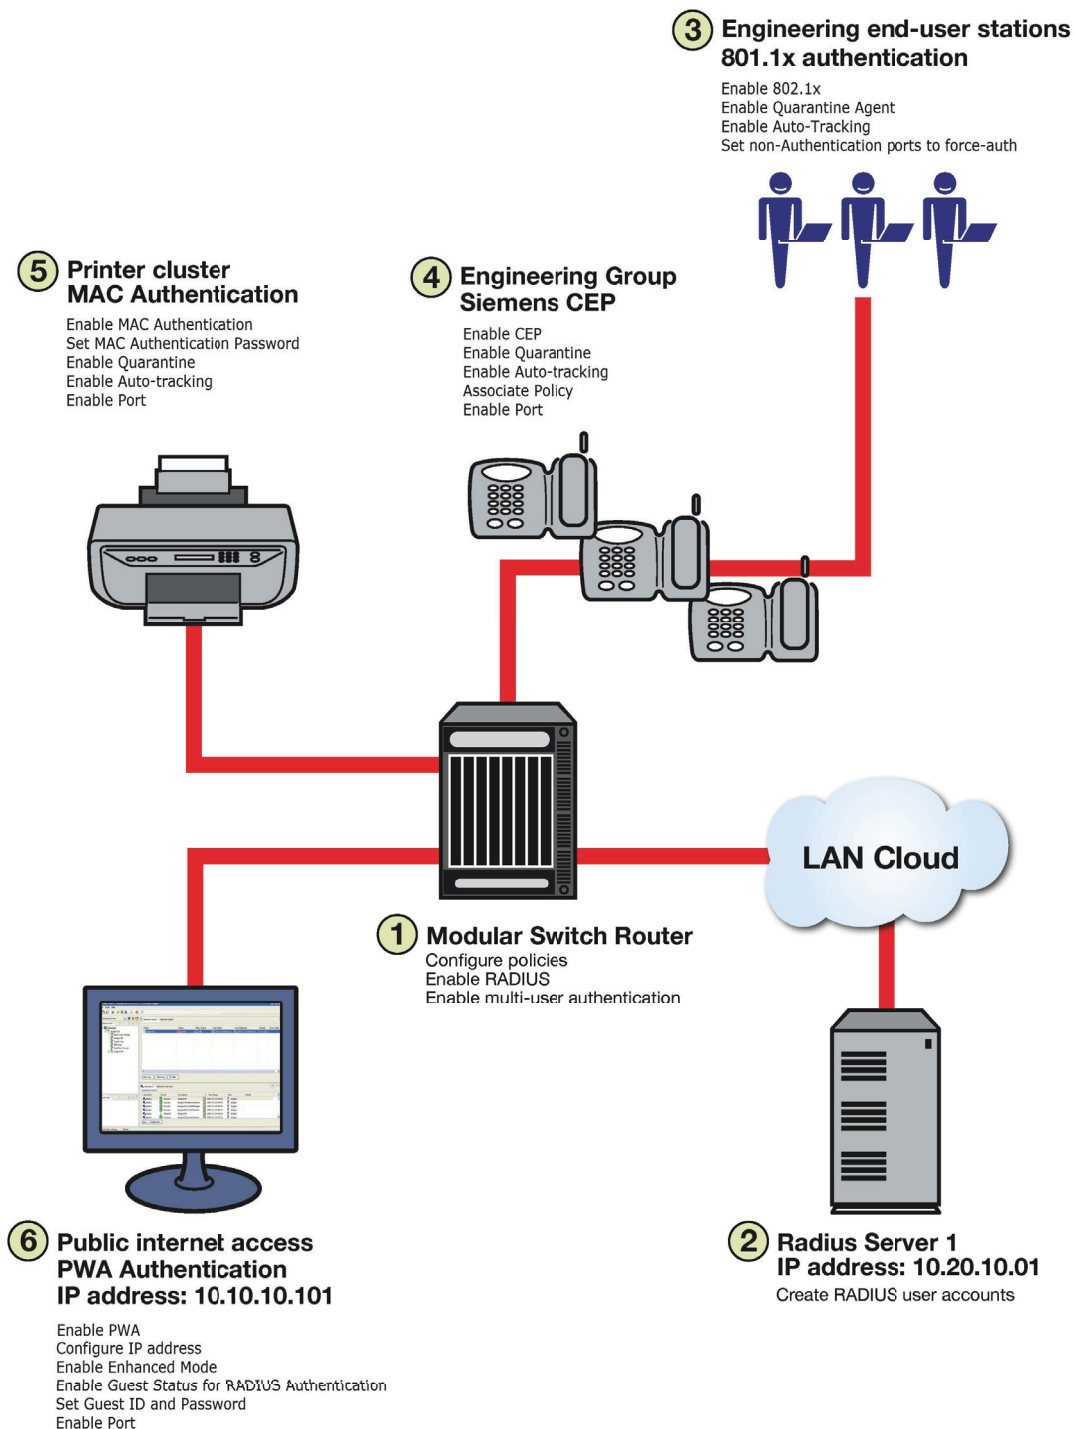 3 Engineering end-user stations
801.1x authentication
Enable 802.1x
Enable Quarantine Agent
Enable Auto-Tracking
Set non-Authentication ports to force-auth
5 Printer cluster
MAC Authentication
Enable MAC Authentication
Set MAC Authentication Password
Enable Quarantine
Enable Auto-tracking
Enable Port
4 Engineering Group
Siemens CEP
Enable CEP
Enable Quarantine
Enable Auto-tracking
Associate Policy
Enable Port
LAN Cloud
1 Modular Switch Router
Configure policies
Enable RADIUS
Enable multi-user authentication
6 Public internet access
PWA Authentication
IP address: 10.10.10.101
Enable PWA
Configure IP address
Enable Enhanced Mode
Enable Guest Status for RADIUS Authentication
Set Guest ID and Password
Enable Port
2 Radius Server 1
IP address: 10.20.10.01
Create RADIUS user accounts